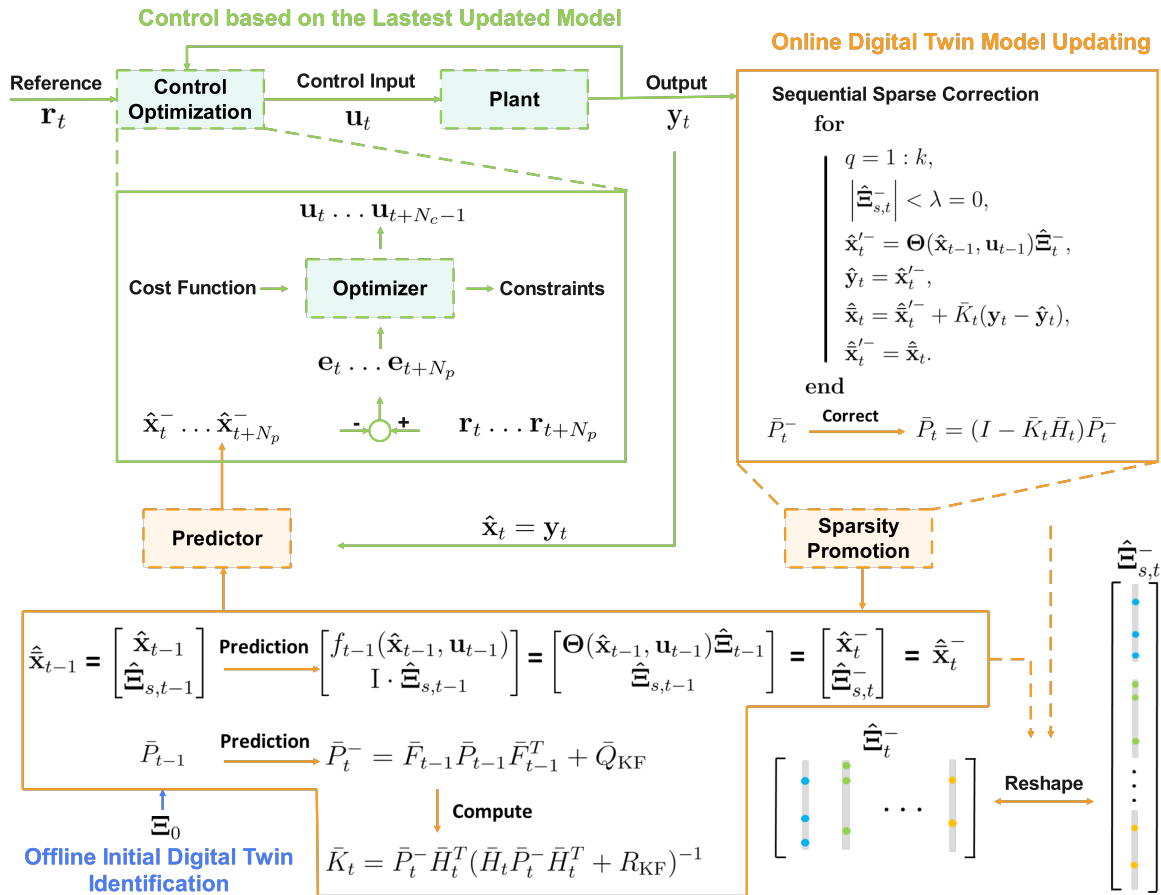 Control based on the Lastest Updated Model
Online Digital Twin Model Updating
Reference
r_t
Control
Optimization
Control Input
u_t
Plant
Output
y_t
Sequential Sparse Correction
for
q = 1 : k,
|Ξ̂⁻_{s,t}| < λ = 0,
x̂′⁻_t = Θ(x̂_{t−1}, u_{t−1})Ξ̂⁻_t,
ŷ_t = x̂′⁻_t,
x̄̂_t = x̄̂′⁻_t + K̄_t(y_t − ŷ_t),
x̄̂′⁻_t = x̄̂_t.
end
P̄⁻_t
Correct
P̄_t = (I − K̄_t H̄_t)P̄⁻_t
u_t … u_{t+N_c−1}
Cost Function
Optimizer
Constraints
e_t … e_{t+N_p}
x̂⁻_t … x̂⁻_{t+N_p}
- +
r_t … r_{t+N_p}
Predictor
x̂_t = y_t
Sparsity
Promotion
x̄̂_{t−1} = [x̂_{t−1} ; Ξ̂_{s,t−1}]
Prediction
[f_{t−1}(x̂_{t−1}, u_{t−1}) ; I · Ξ̂_{s,t−1}] = [Θ(x̂_{t−1}, u_{t−1})Ξ̂_{t−1} ; Ξ̂_{s,t−1}] = [x̂⁻_t ; Ξ̂⁻_{s,t}] = x̄̂⁻_t
P̄_{t−1}
Prediction
P̄⁻_t = F̄_{t−1}P̄_{t−1}F̄ᵀ_{t−1} + Q̄_KF
Compute
K̄_t = P̄⁻_t H̄ᵀ_t(H̄_t P̄⁻_t H̄ᵀ_t + R_KF)⁻¹
Ξ_0
Offline Initial Digital Twin
Identification
Ξ̂⁻_t
· · ·
Reshape
Ξ̂⁻_{s,t}